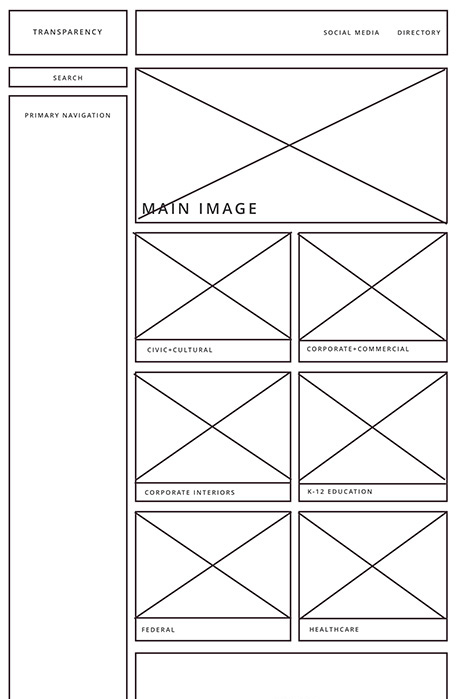 TRANSPARENCY
SOCIAL MEDIA DIRECTORY
SEARCH
PRIMARY NAVIGATION
MAIN IMAGE
CIVIC+CULTURAL
CORPORATE+COMMERCIAL
CORPORATE INTERIORS
K-12 EDUCATION
FEDERAL
HEALTHCARE